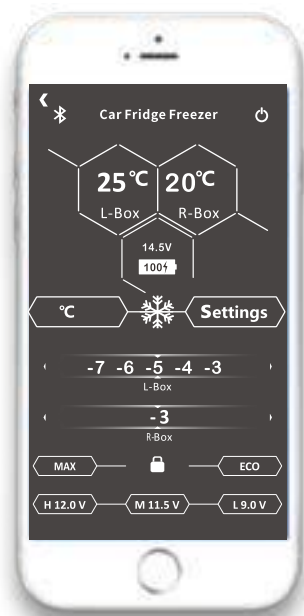 Car Fridge Freezer
25℃ 20℃
L-Box R-Box
14.5V
100
℃ Settings
-7 -6 -5 -4 -3
L-Box
-3
R-Box
MAX ECO
H 12.0 V M 11.5 V L 9.0 V